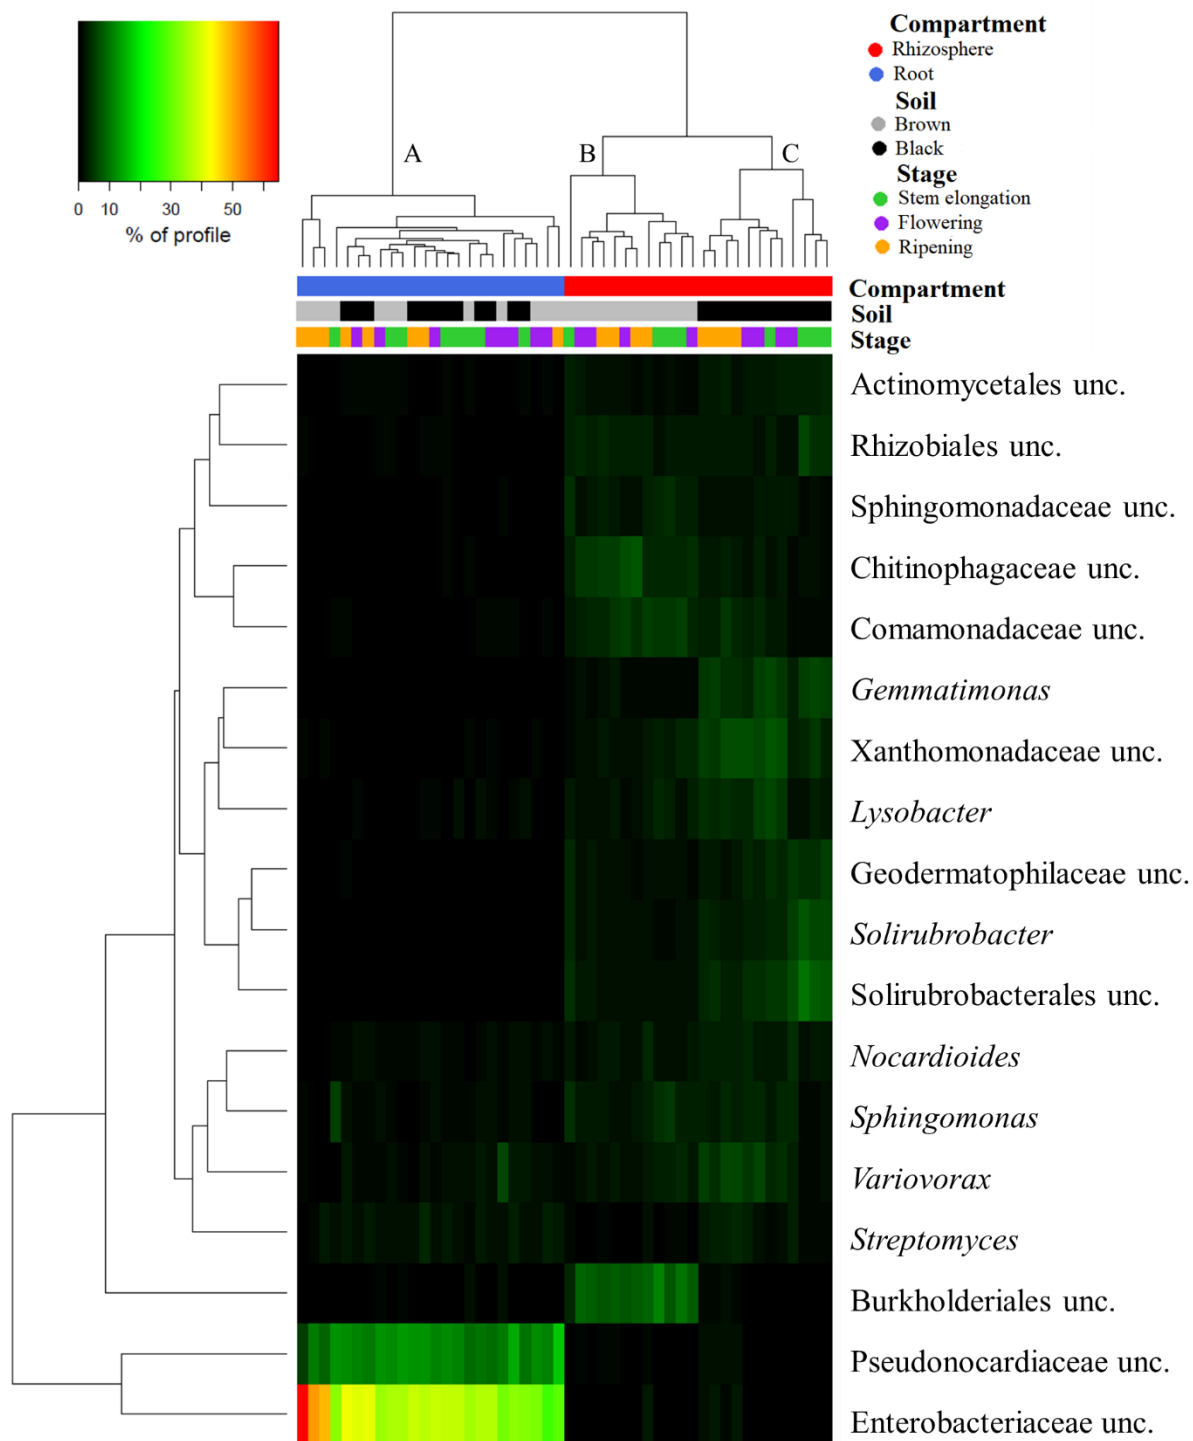 Compartment
Rhizosphere
Root
Soil
Brown
Black
Stage
Stem elongation
Flowering
Ripening
0 10 30 50
% of profile
A B C
Compartment
Soil
Stage
Actinomycetales unc.
Rhizobiales unc.
Sphingomonadaceae unc.
Chitinophagaceae unc.
Comamonadaceae unc.
Gemmatimonas
Xanthomonadaceae unc.
Lysobacter
Geodermatophilaceae unc.
Solirubrobacter
Solirubrobacterales unc.
Nocardioides
Sphingomonas
Variovorax
Streptomyces
Burkholderiales unc.
Pseudonocardiaceae unc.
Enterobacteriaceae unc.